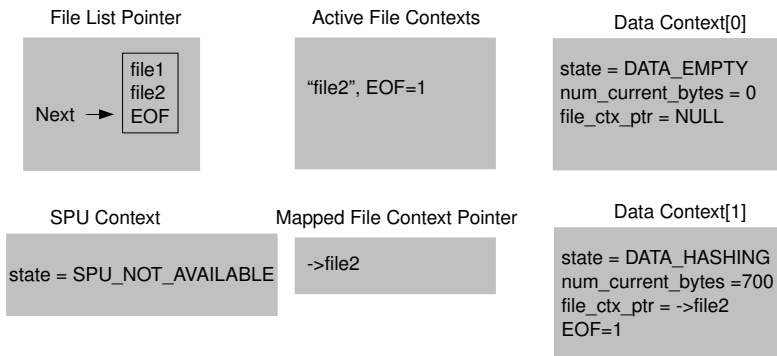 File List Pointer
file1
file2
Next EOF
Active File Contexts
“file2”, EOF=1
Data Context[0]
state = DATA_EMPTY
num_current_bytes = 0
file_ctx_ptr = NULL
SPU Context
state = SPU_NOT_AVAILABLE
Mapped File Context Pointer
->file2
Data Context[1]
state = DATA_HASHING
num_current_bytes =700
file_ctx_ptr = ->file2
EOF=1